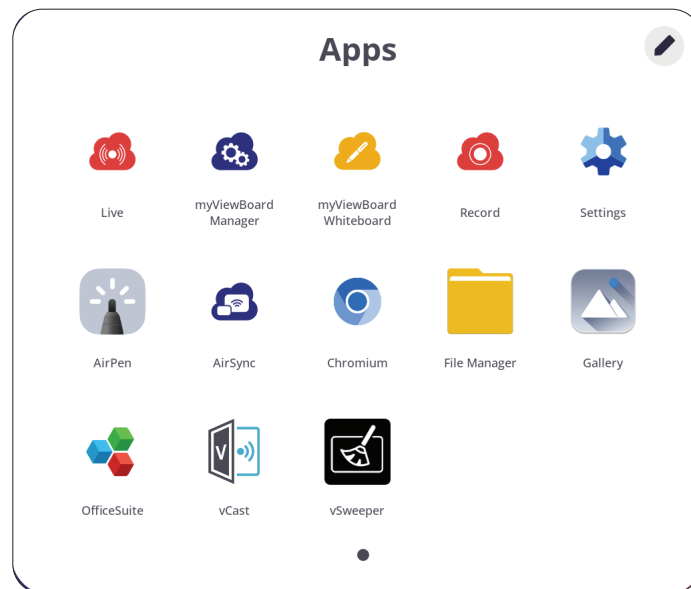 Apps
Live
myViewBoard
Manager
myViewBoard
Whiteboard
Record
Settings
AirPen
AirSync
Chromium
File Manager
Gallery
V
OfficeSuite
vCast
vSweeper